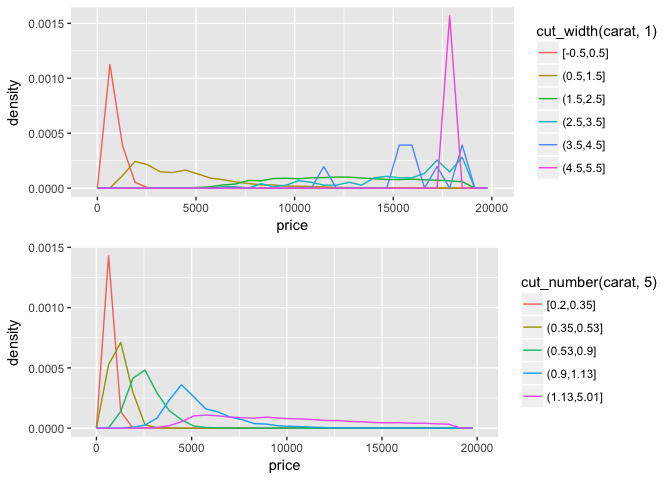 0.0015
0.0010
0.0005
0.0000
density
0 5000 10000 15000 20000
price
cut_width(carat, 1)
[-0.5,0.5]
(0.5,1.5]
(1.5,2.5]
(2.5,3.5]
(3.5,4.5]
(4.5,5.5]
0.0015
0.0010
0.0005
0.0000
density
0 5000 10000 15000 20000
price
cut_number(carat, 5)
[0.2,0.35]
(0.35,0.53]
(0.53,0.9]
(0.9,1.13]
(1.13,5.01]